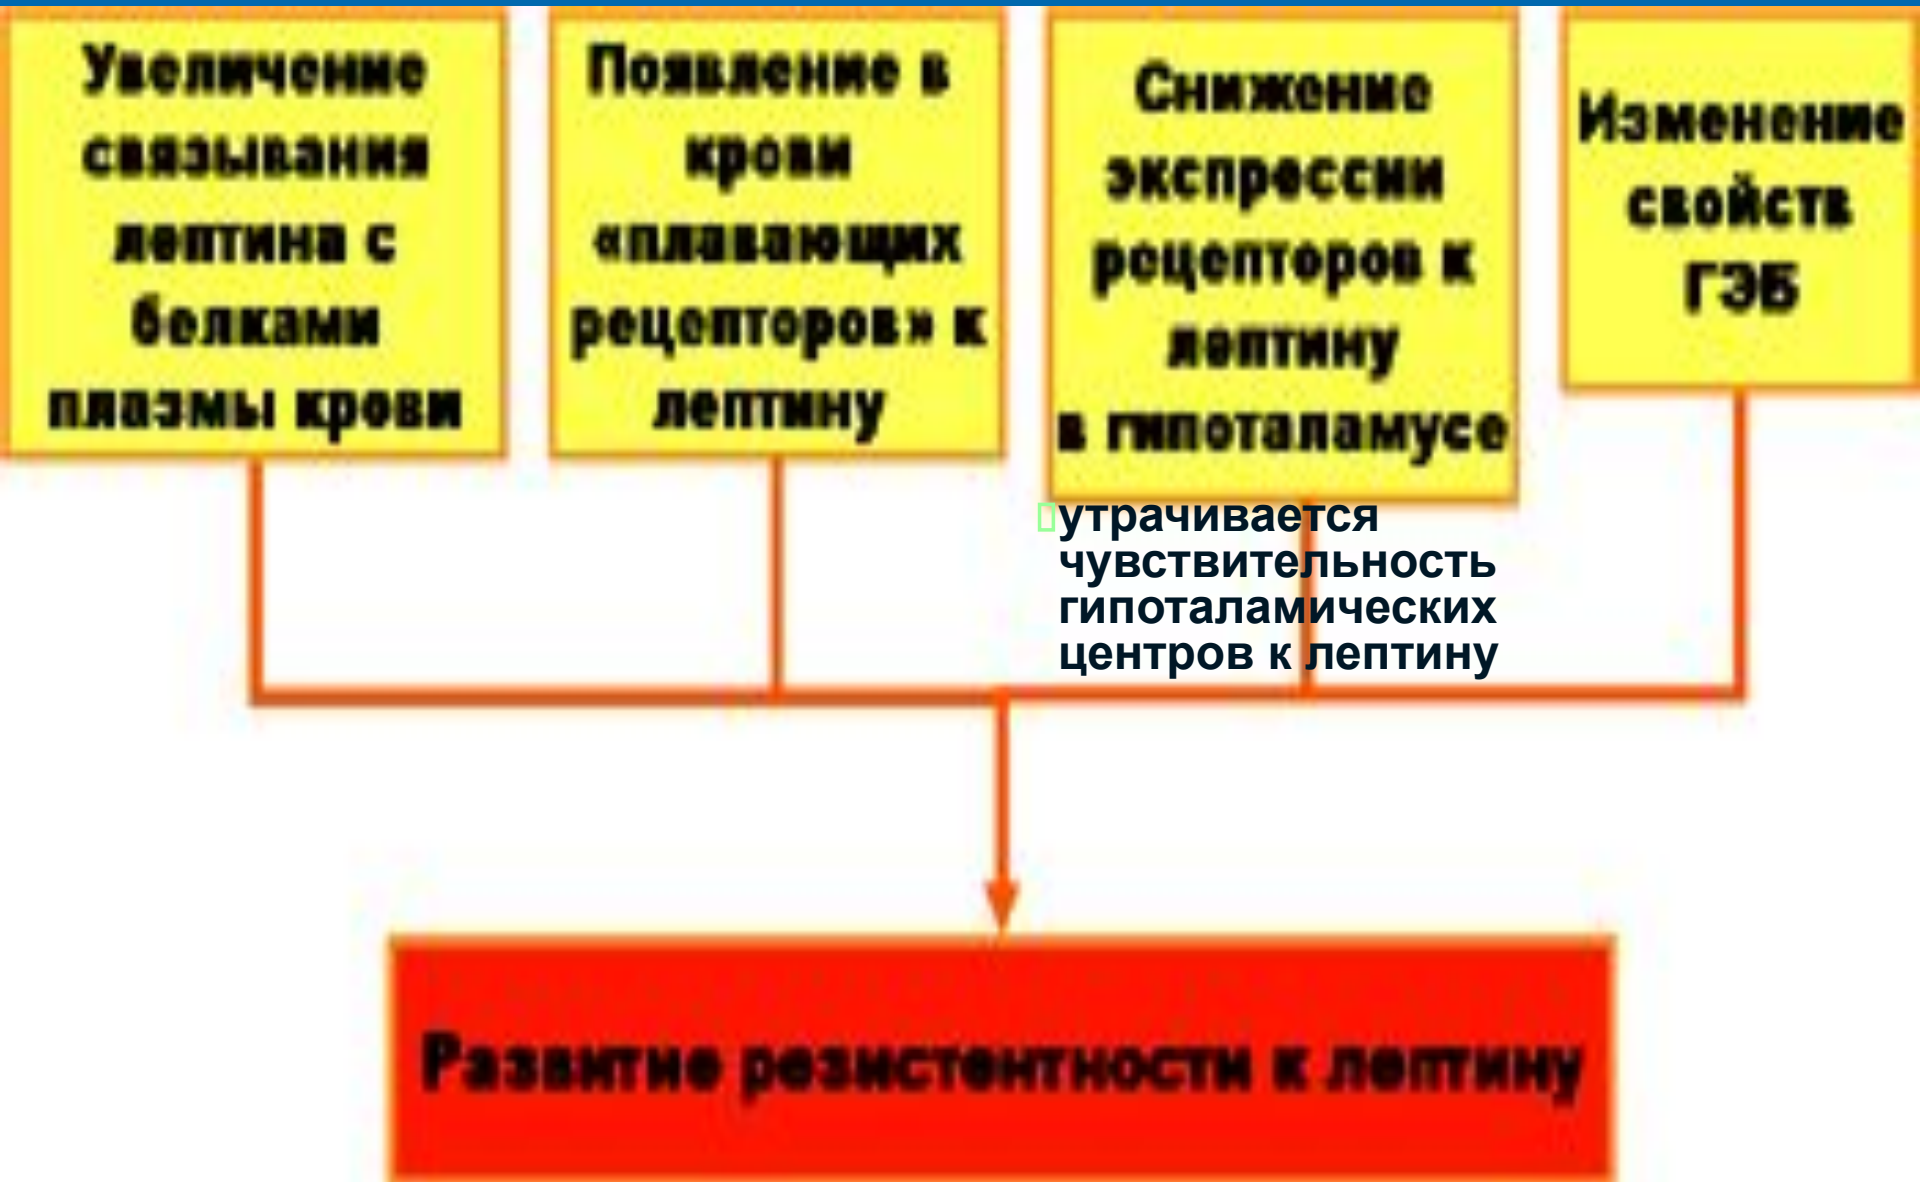 Увеличение
связывания
лептина с
белками
плазмы крови
Появление в
крови
«плавающих
рецепторов» к
лептину
Снижение
экспрессии
рецепторов к
лептину
в гипоталамусе
Изменение
свойств
ГЭБ
утрачивается
чувствительность
гипоталамических
центров к лептину
Развитие резистентности к лептину